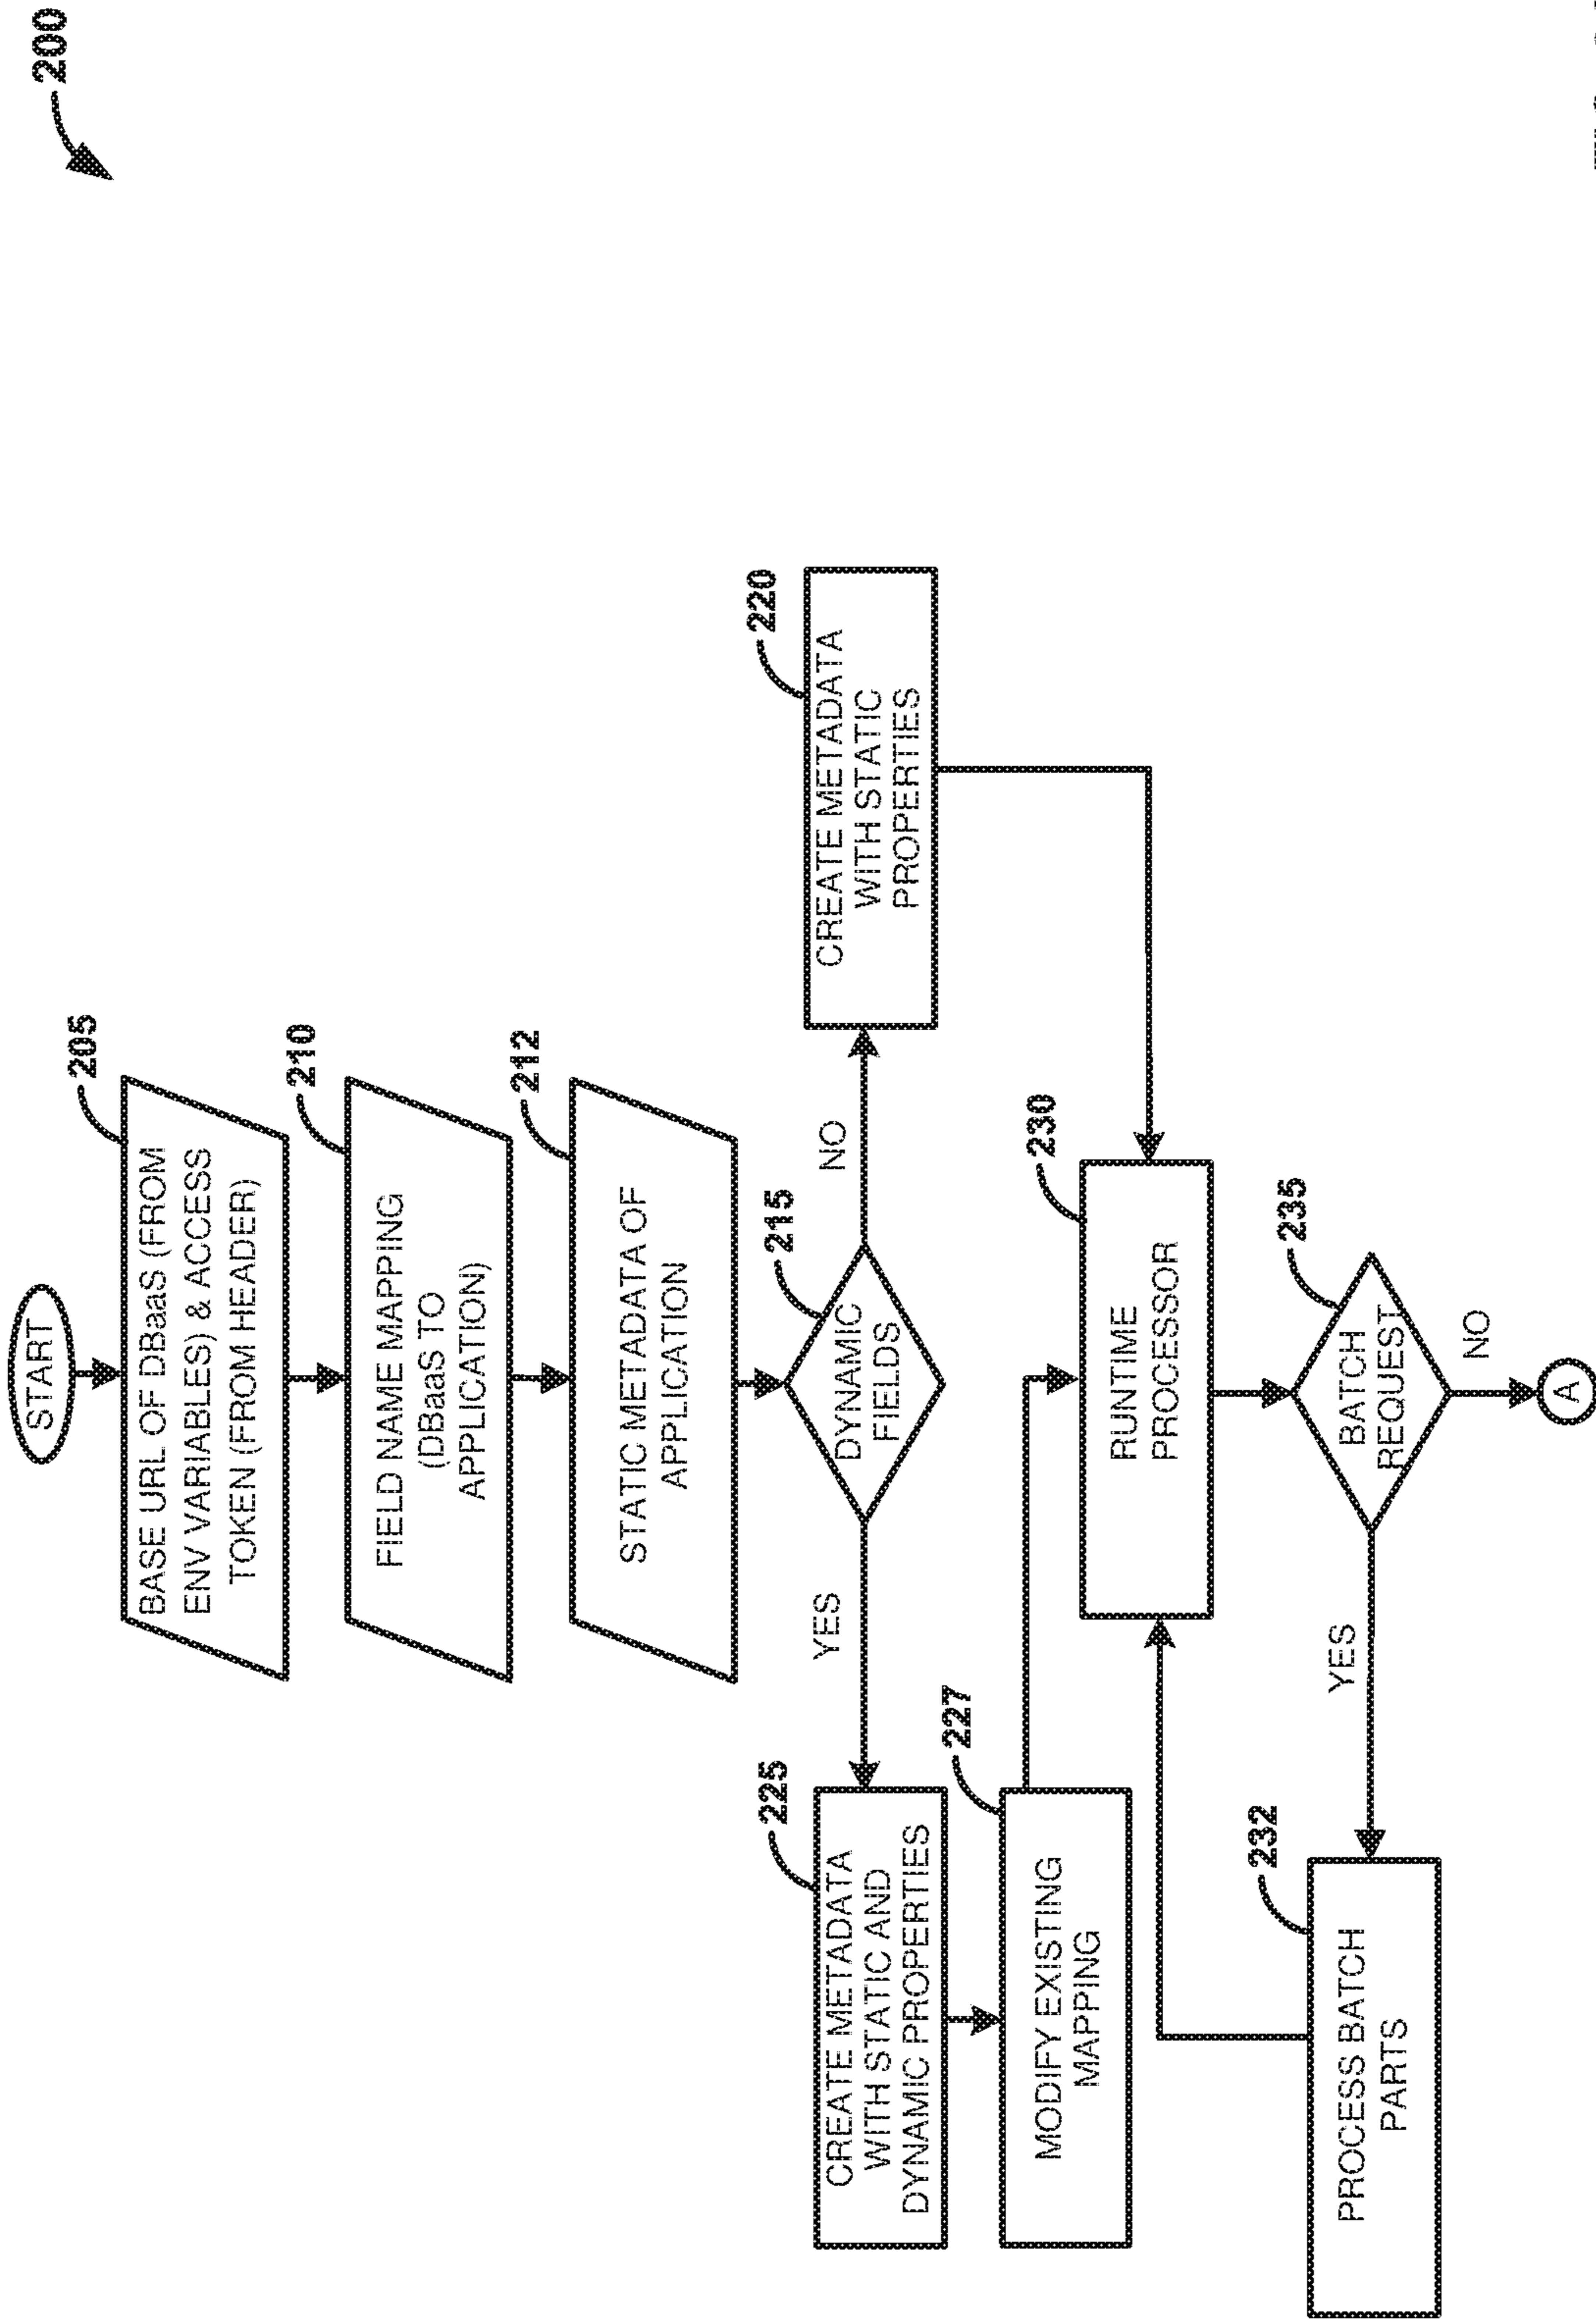 200
START
205
BASE URL OF DBaaS (FROM
ENV VARIABLES) & ACCESS
TOKEN (FROM HEADER)
210
FIELD NAME MAPPING
(DBaaS TO
APPLICATION)
212
STATIC METADATA OF
APPLICATION
215
DYNAMIC
FIELDS
YES
NO
220
CREATE METADATA
WITH STATIC
PROPERTIES
225
CREATE METADATA
WITH STATIC AND
DYNAMIC PROPERTIES
227
MODIFY EXISTING
MAPPING
230
RUNTIME
PROCESSOR
235
BATCH
REQUEST
YES
NO
232
PROCESS BATCH
PARTS
A